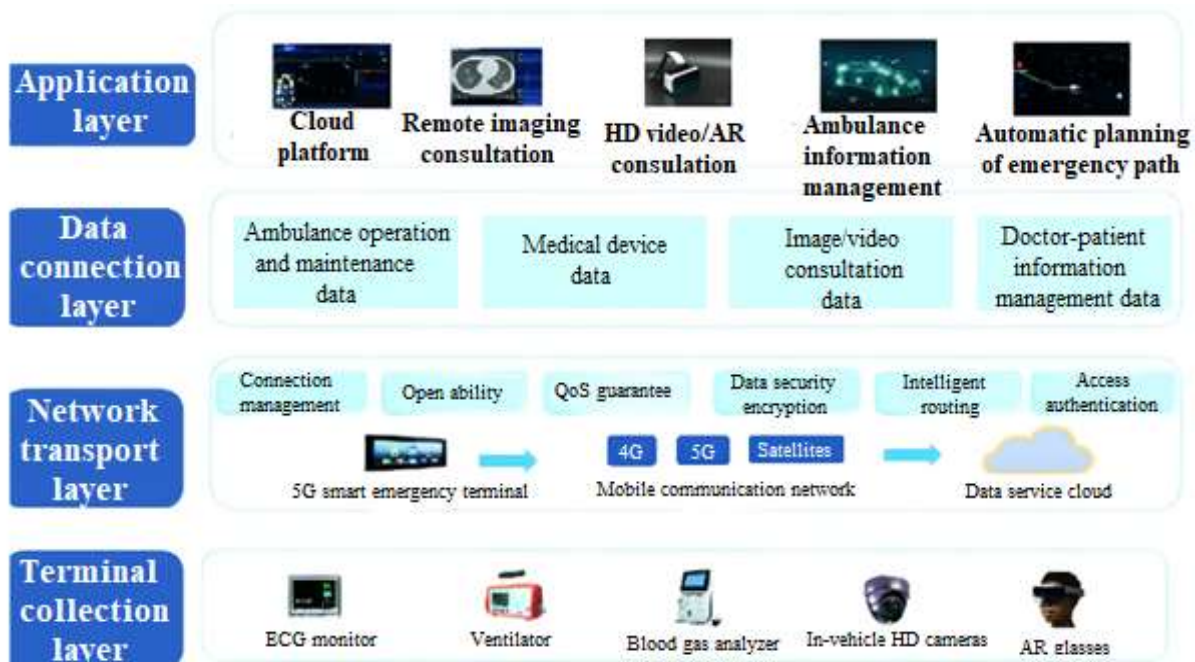 Application
layer
Cloud
platform
Remote imaging
consultation
HD video/AR
consulation
Ambulance
information
management
Automatic planning
of emergency path
Data
connection
layer
Ambulance operation
and maintenance
data
Medical device
data
Image/video
consultation
data
Doctor-patient
information
management data
Network
transport
layer
Connection
management
Open ability
QoS guarantee
Data security
encryption
Intelligent
routing
Access
authentication
4G
5G
Satellites
5G smart emergency terminal
Mobile communication network
Data service cloud
Terminal
collection
layer
ECG monitor
Ventilator
Blood gas analyzer
In-vehicle HD cameras
AR glasses